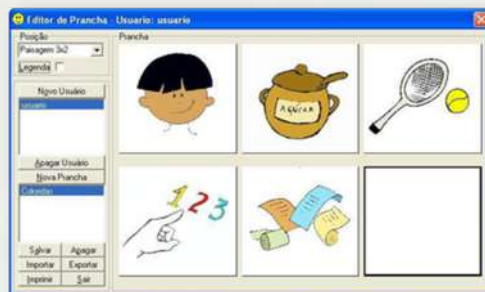 Editor de Prancha - Usuario: usuario
Posição
Prancha
Paisagem 3x2
Legenda
Novo Usuário
usuario
Apagar Usuário
Nova Prancha
Salvar Apagar
Importar Exportar
Imprimir Sair
AÇÚCAR
1 2 3